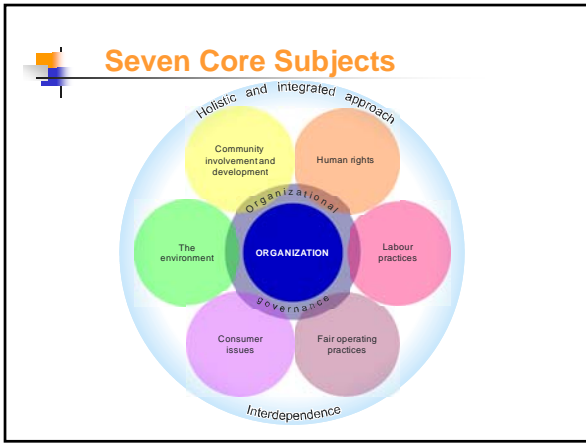 Seven Core Subjects
Holistic and integrated approach
Community
involvement and
development
Human rights
Organizational
The
environment
ORGANIZATION
Labour
practices
governance
Consumer
issues
Fair operating
practices
Interdependence